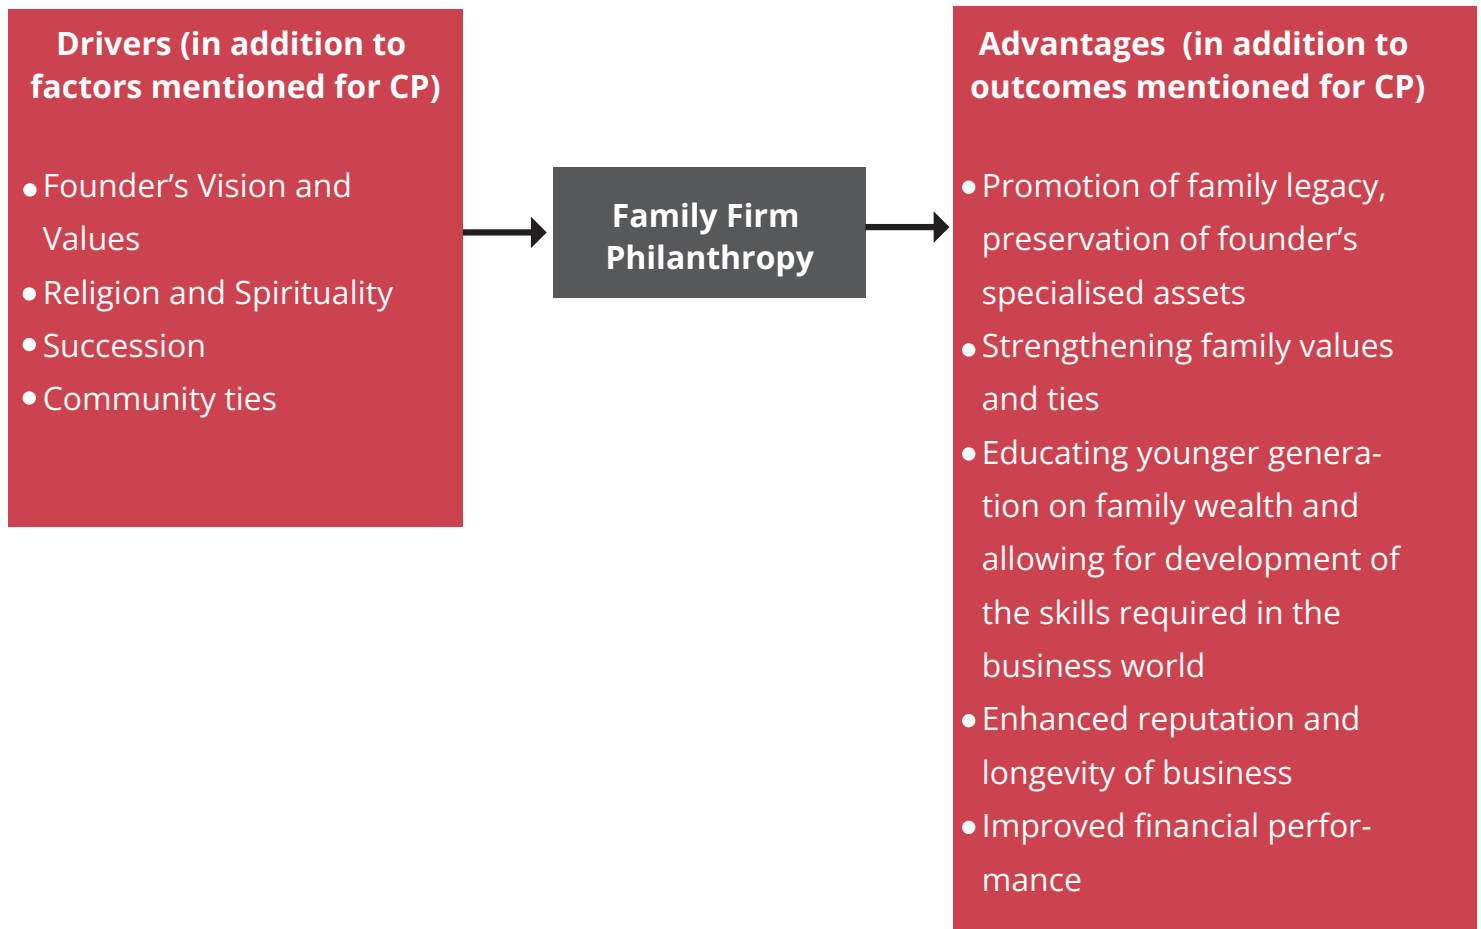 Drivers (in addition to
factors mentioned for CP)
• Founder’s Vision and
Values
• Religion and Spirituality
• Succession
• Community ties
Family Firm
Philanthropy
Advantages  (in addition to
outcomes mentioned for CP)
• Promotion of family legacy,
preservation of founder’s
specialised assets
• Strengthening family values
and ties
• Educating younger genera-
tion on family wealth and
allowing for development of
the skills required in the
business world
• Enhanced reputation and
longevity of business
• Improved financial perfor-
mance